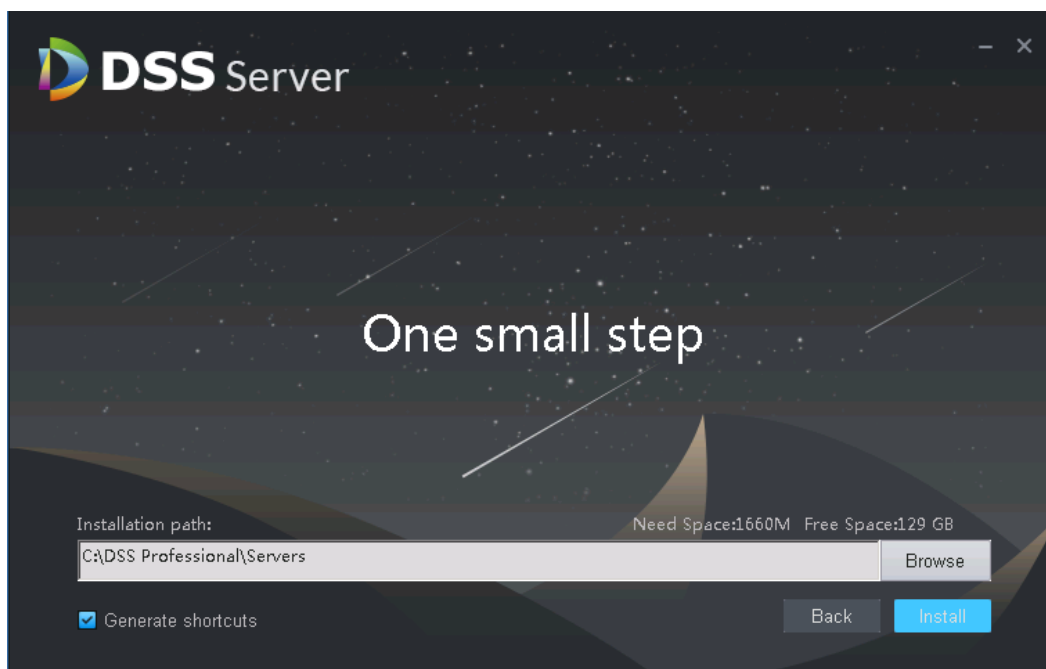 DSS Server
One small step
Installation path:
Need Space:1660M Free Space:129 GB
C:\DSS Professional\Servers
Browse
Generate shortcuts
Back
Install